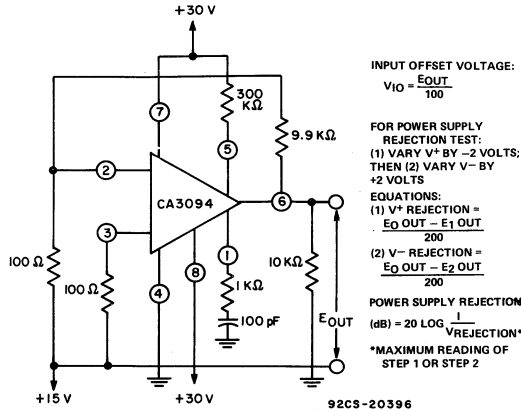 +30 V
7
300
KΩ
9.9 KΩ
5
2
CA3094
6
3
1
100 Ω
100 Ω
4
8
1 KΩ
10 KΩ
100 pF
EOUT
+15 V
+30 V
INPUT OFFSET VOLTAGE:
VIO = EOUT
100
FOR POWER SUPPLY
REJECTION TEST:
(1) VARY V+ BY −2 VOLTS;
THEN (2) VARY V− BY
+2 VOLTS
EQUATIONS:
(1) V+ REJECTION =
E0 OUT − E1 OUT
200
(2) V− REJECTION =
E0 OUT − E2 OUT
200
POWER SUPPLY REJECTION
(dB) = 20 LOG 1
VREJECTION*
*MAXIMUM READING OF
STEP 1 OR STEP 2
92CS-20396